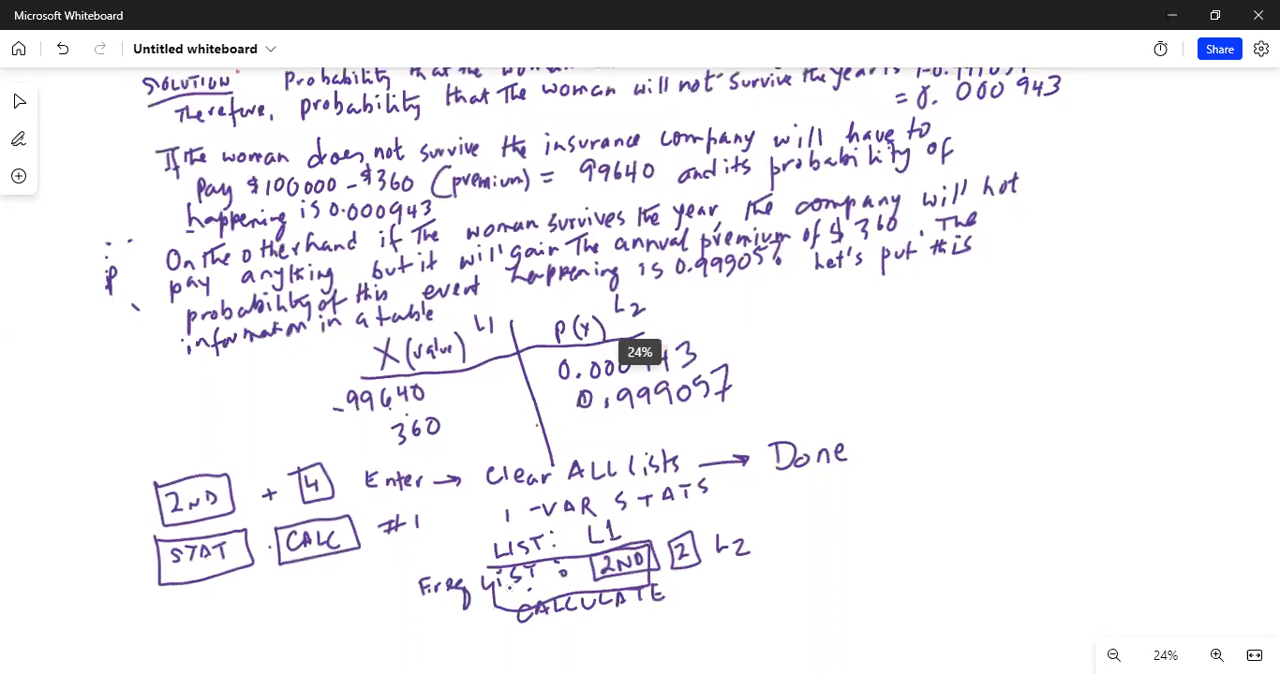 Microsoft Whiteboard
Untitled whiteboard
Share
SOLUTION Probability that the
Therefore, probability that The woman will not survive the year is
= 0.000943
If the woman does not survive the insurance company will have to
pay $100000 - $360 (premium) = 99640 and its probability of
happening is 0.000943
On the other hand if The woman survives the year, the company will not
pay anything but it will gain The annual premium of $360. The
probability of this event happening is 0.999057. Let's put this
information in a table
X (value) L1 P(x) L2
-99640 0.000943
360 0.999057
24%
2ND + 4 Enter → Clear ALL lists → Done
STAT CALC #1 1-VAR STATS
LIST: L1
Freq LIST: 2ND 2 L2
CALCULATE
24%